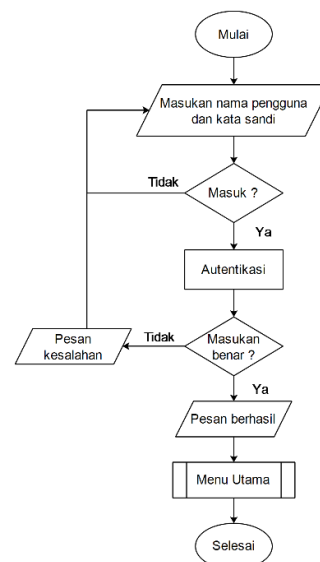 Mulai
Masukan nama pengguna
dan kata sandi
Tidak
Masuk ?
Ya
Autentikasi
Pesan
kesalahan
Tidak
Masukan
benar ?
Ya
Pesan berhasil
Menu Utama
Selesai